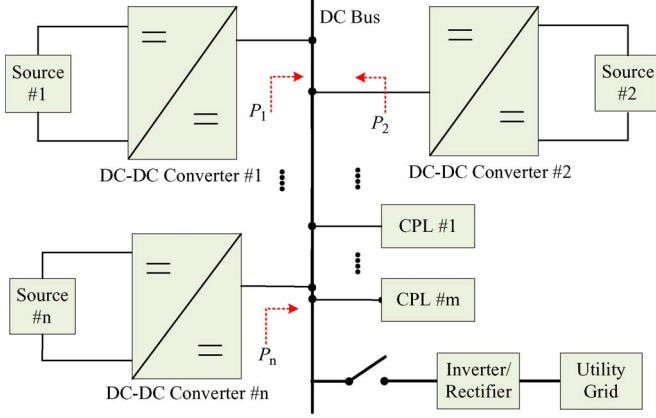 DC Bus
Source
#1
Source
#2
P1
P2
DC-DC Converter #1
DC-DC Converter #2
CPL #1
Source
#n
CPL #m
Pn
Inverter/
Rectifier
Utility
Grid
DC-DC Converter #n